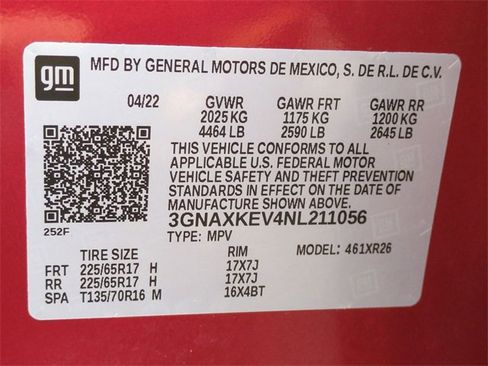 gm
MFD BY GENERAL MOTORS DE MEXICO, S. DE R.L. DE C.V.
04/22 GVWR GAWR FRT GAWR RR
2025 KG 1175 KG 1200 KG
4464 LB 2590 LB 2645 LB
THIS VEHICLE CONFORMS TO ALL
APPLICABLE U.S. FEDERAL MOTOR
VEHICLE SAFETY AND THEFT PREVENTION
STANDARDS IN EFFECT ON THE DATE OF
MANUFACTURE SHOWN ABOVE.
3GNAXKEV4NL211056
252F
TYPE: MPV MODEL: 461XR26
TIRE SIZE RIM
FRT 225/65R17 H 17X7J
RR 225/65R17 H 17X7J
SPA T135/70R16 M 16X4BT